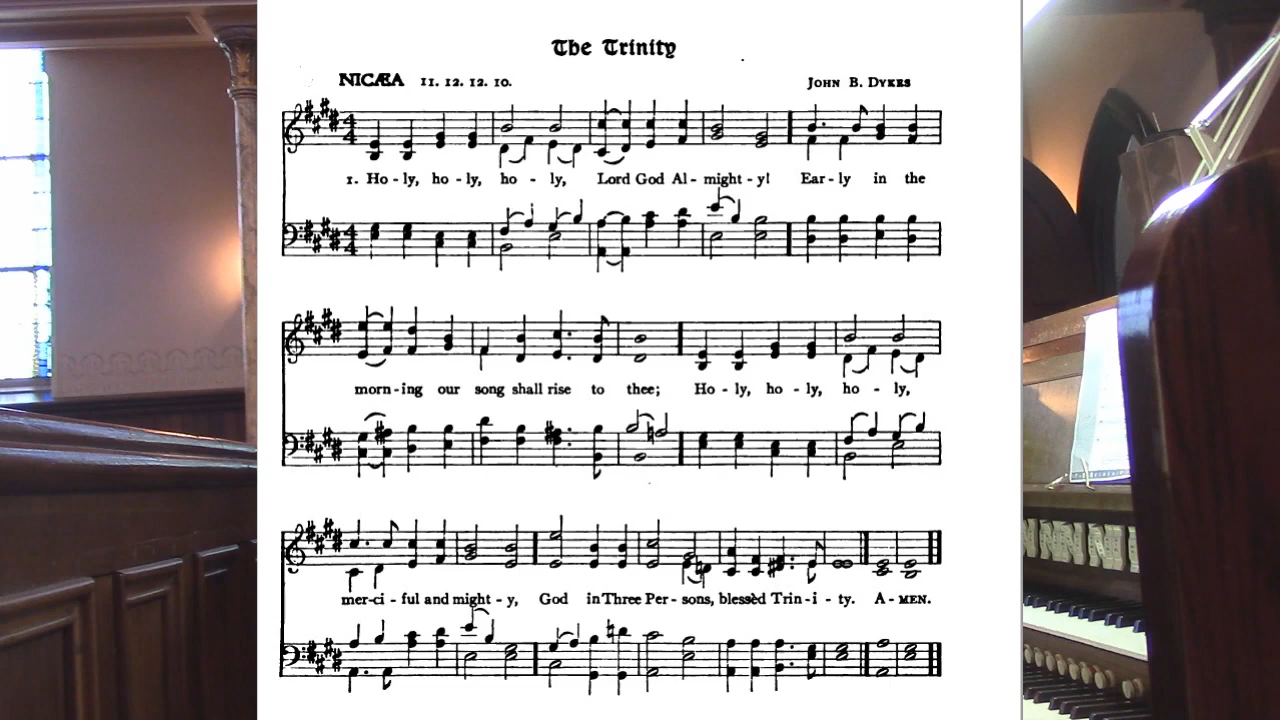 The Trinity
NICÆA 11. 12. 12. 10. JOHN B. DYKES
1. Ho - ly, ho - ly, ho - ly, Lord God Al - might - y! Ear - ly in the
morn - ing our song shall rise to thee; Ho - ly, ho - ly, ho - ly,
mer - ci - ful and might - y, God in Three Per - sons, blessèd Trin - i - ty. A - MEN.